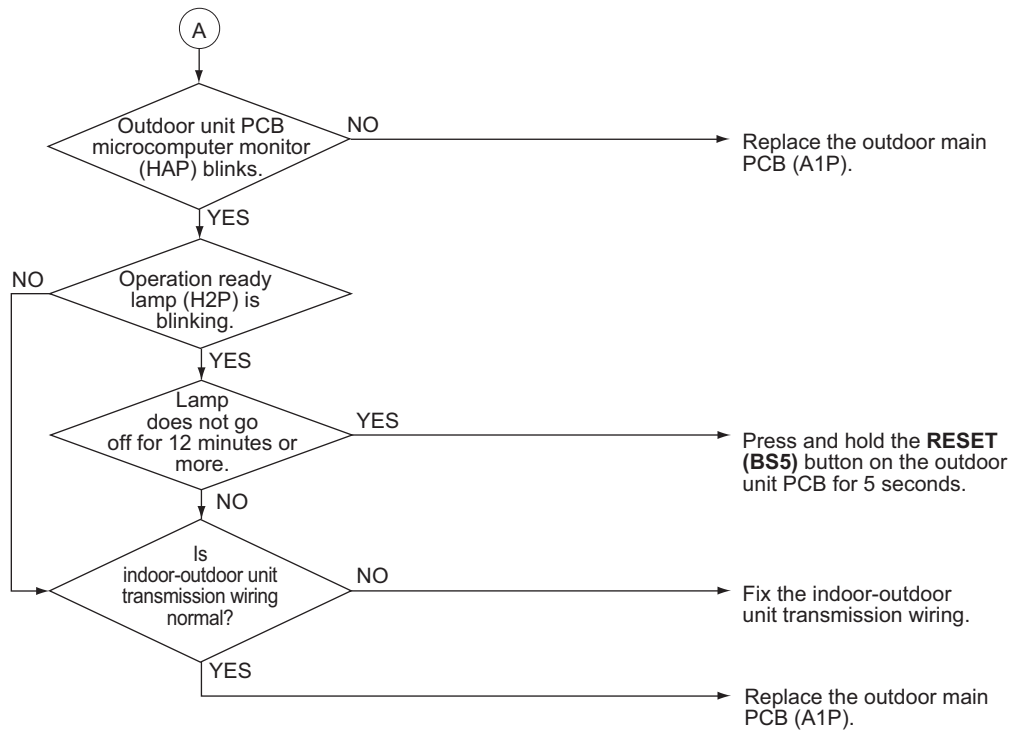 A
Outdoor unit PCB
microcomputer monitor
(HAP) blinks.
NO
Replace the outdoor main
PCB (A1P).
YES
NO
Operation ready
lamp (H2P) is
blinking.
YES
Lamp
does not go
off for 12 minutes or
more.
YES
Press and hold the RESET
(BS5) button on the outdoor
unit PCB for 5 seconds.
NO
Is
indoor-outdoor unit
transmission wiring
normal?
NO
Fix the indoor-outdoor
unit transmission wiring.
YES
Replace the outdoor main
PCB (A1P).